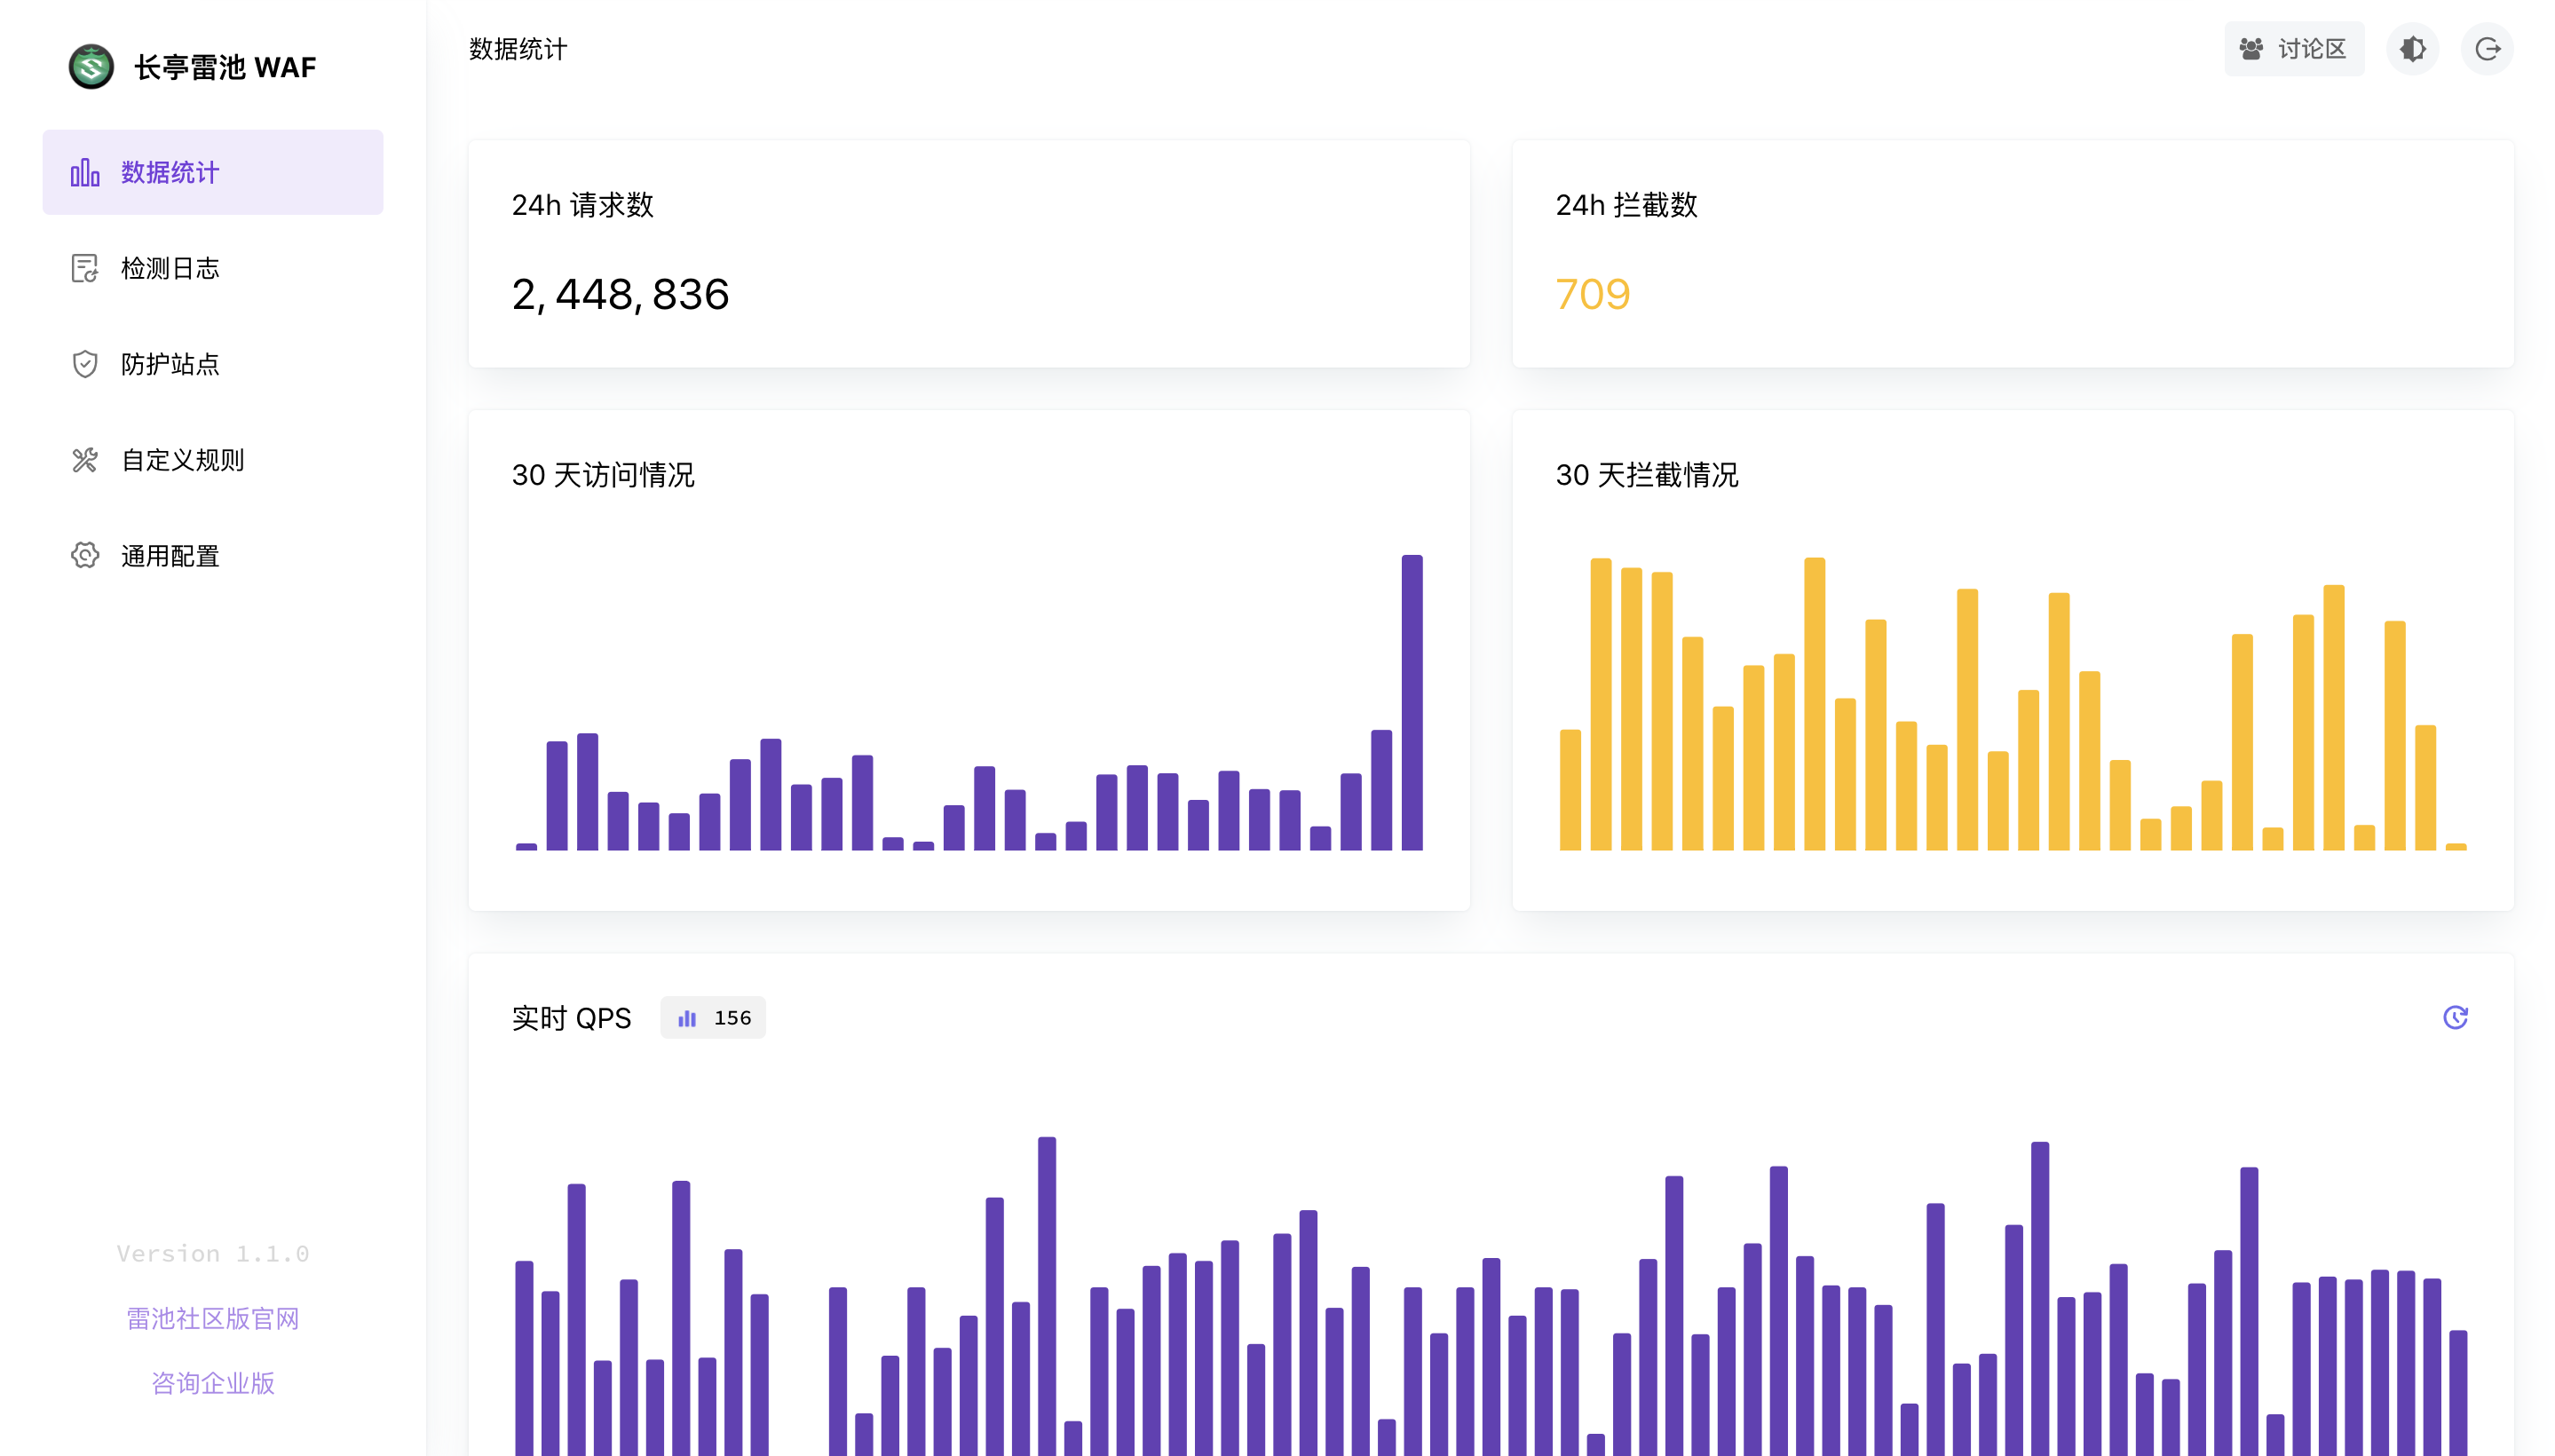 长亭雷池 WAF
数据统计
检测日志
防护站点
自定义规则
通用配置
Version 1.1.0
雷池社区版官网
咨询企业版
数据统计
讨论区
24h 请求数
2,448,836
24h 拦截数
709
30 天访问情况
30 天拦截情况
实时 QPS
156